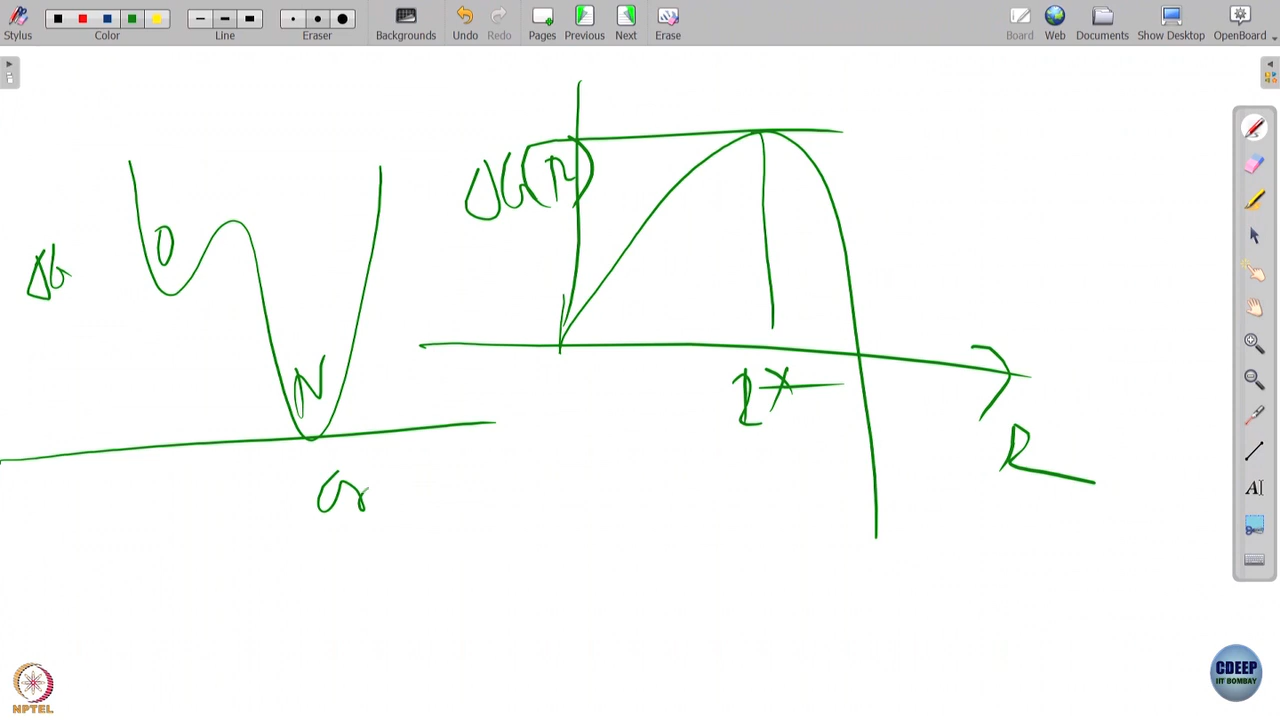 Stylus
Color
Line
Eraser
Backgrounds
Undo
Redo
Pages
Previous
Next
Erase
Board
Web
Documents
Show Desktop
OpenBoard
ΔG(R)
O
ΔG
N
R*
R
NPTEL
CDEEP
IIT BOMBAY